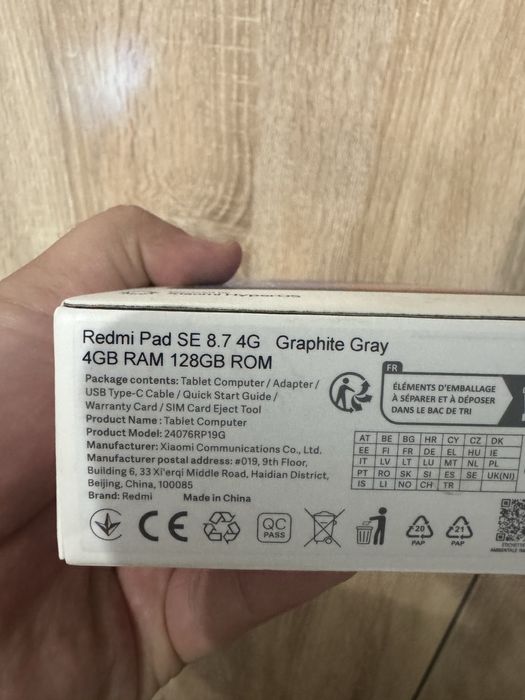 Xiaomi HyperOS
Redmi Pad SE 8.7 4G Graphite Gray
4GB RAM 128GB ROM
Package contents: Tablet Computer / Adapter /
USB Type-C Cable / Quick Start Guide /
Warranty Card / SIM Card Eject Tool
Product Name: Tablet Computer
Product Model: 24076RP19G
Manufacturer: Xiaomi Communications Co., Ltd.
Manufacturer postal address: #019, 9th Floor,
Building 6, 33 Xi'erqi Middle Road, Haidian District,
Beijing, China, 100085
Brand: Redmi Made in China
FR
ÉLÉMENTS D'EMBALLAGE
À SÉPARER ET À DÉPOSER
DANS LE BAC DE TRI
AT BE BG HR CY CZ DK
EE FI FR DE EL HU IE
IT LV LT LU MT NL PL
PT RO SK SI ES SE UK(NI)
IS LI NO CH TR
CE
QC
PASS
20
PAP
21
PAP